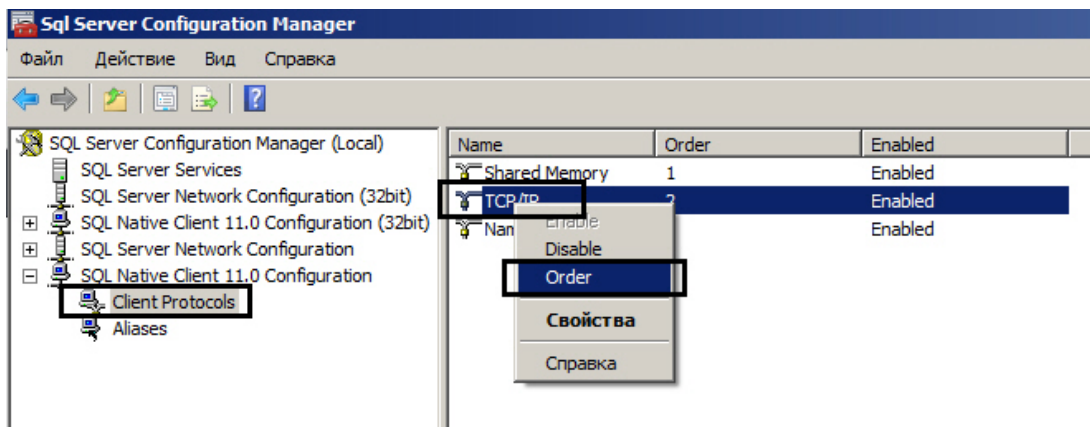 Sql Server Configuration Manager
Файл Действие Вид Справка
SQL Server Configuration Manager (Local)
SQL Server Services
SQL Server Network Configuration (32bit)
SQL Native Client 11.0 Configuration (32bit)
SQL Server Network Configuration
SQL Native Client 11.0 Configuration
Client Protocols
Aliases
Name Order Enabled
Shared Memory 1 Enabled
TCP/IP 2 Enabled
Nam Enabled
Enable
Disable
Order
Свойства
Справка